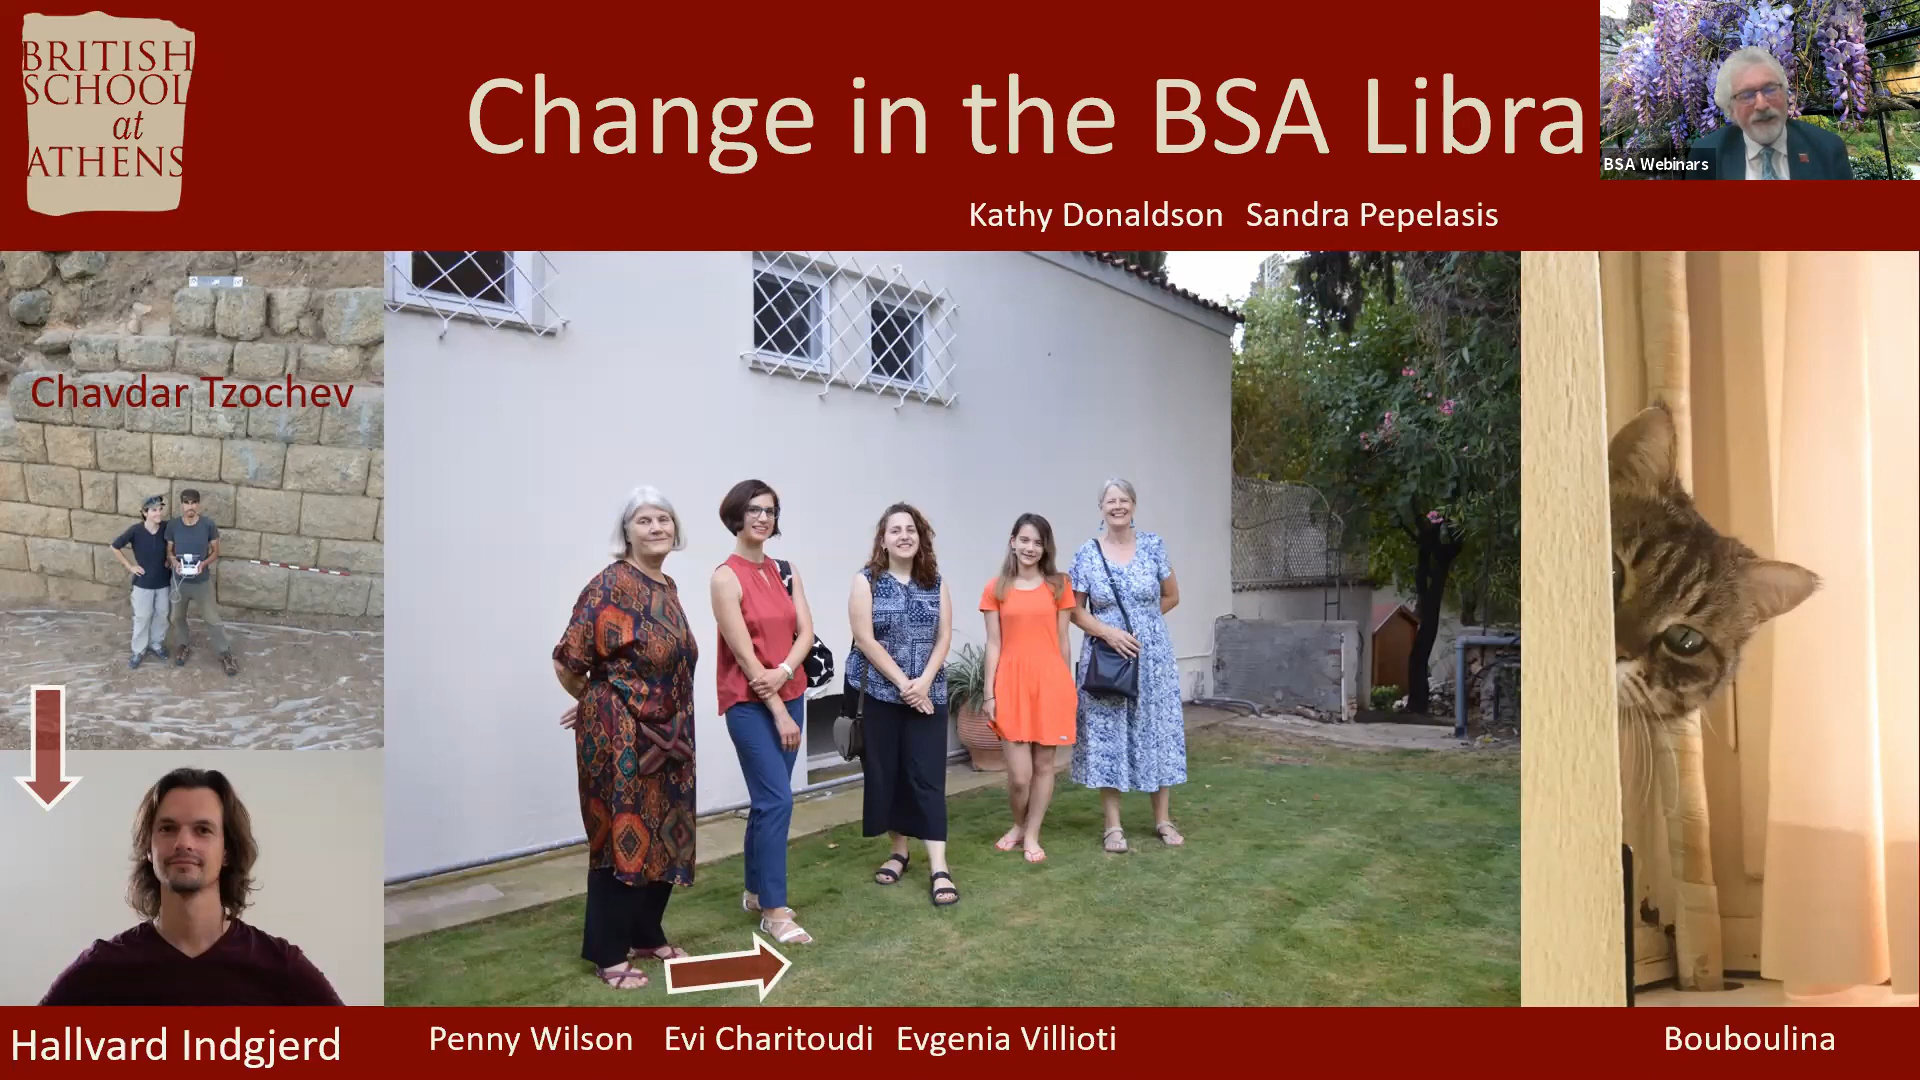 BRITISH
SCHOOL
at
ATHENS
Change in the BSA Libra
BSA Webinars
Kathy Donaldson Sandra Pepelasis
Chavdar Tzochev
Hallvard Indgjerd
Penny Wilson Evi Charitoudi Evgenia Villioti
Bouboulina